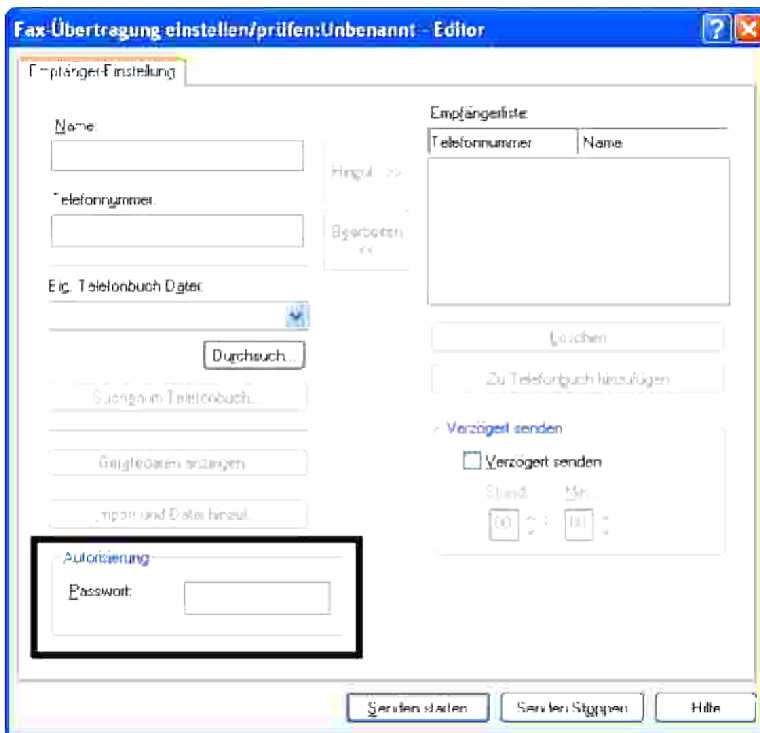 Fax-Übertragung einstellen/prüfen:Unbenannt - Editor
Empfänger-Einstellung
Name:
Telefonnummer:
Hinzuf. >>
Bearbeiten
<<
Eig. Telefonbuch Datei:
Durchsuch...
Suchen im Telefonbuch...
Gerätedaten anzeigen...
Import und Datei hinzuf...
Autorisierung
Passwort:
Empfängerliste:
Telefonnummer Name
Löschen
Zu Telefonbuch hinzufügen
Verzögert senden
Verzögert senden
Stund. Min.
00 : 00
Senden starten Senden Stoppen Hilfe